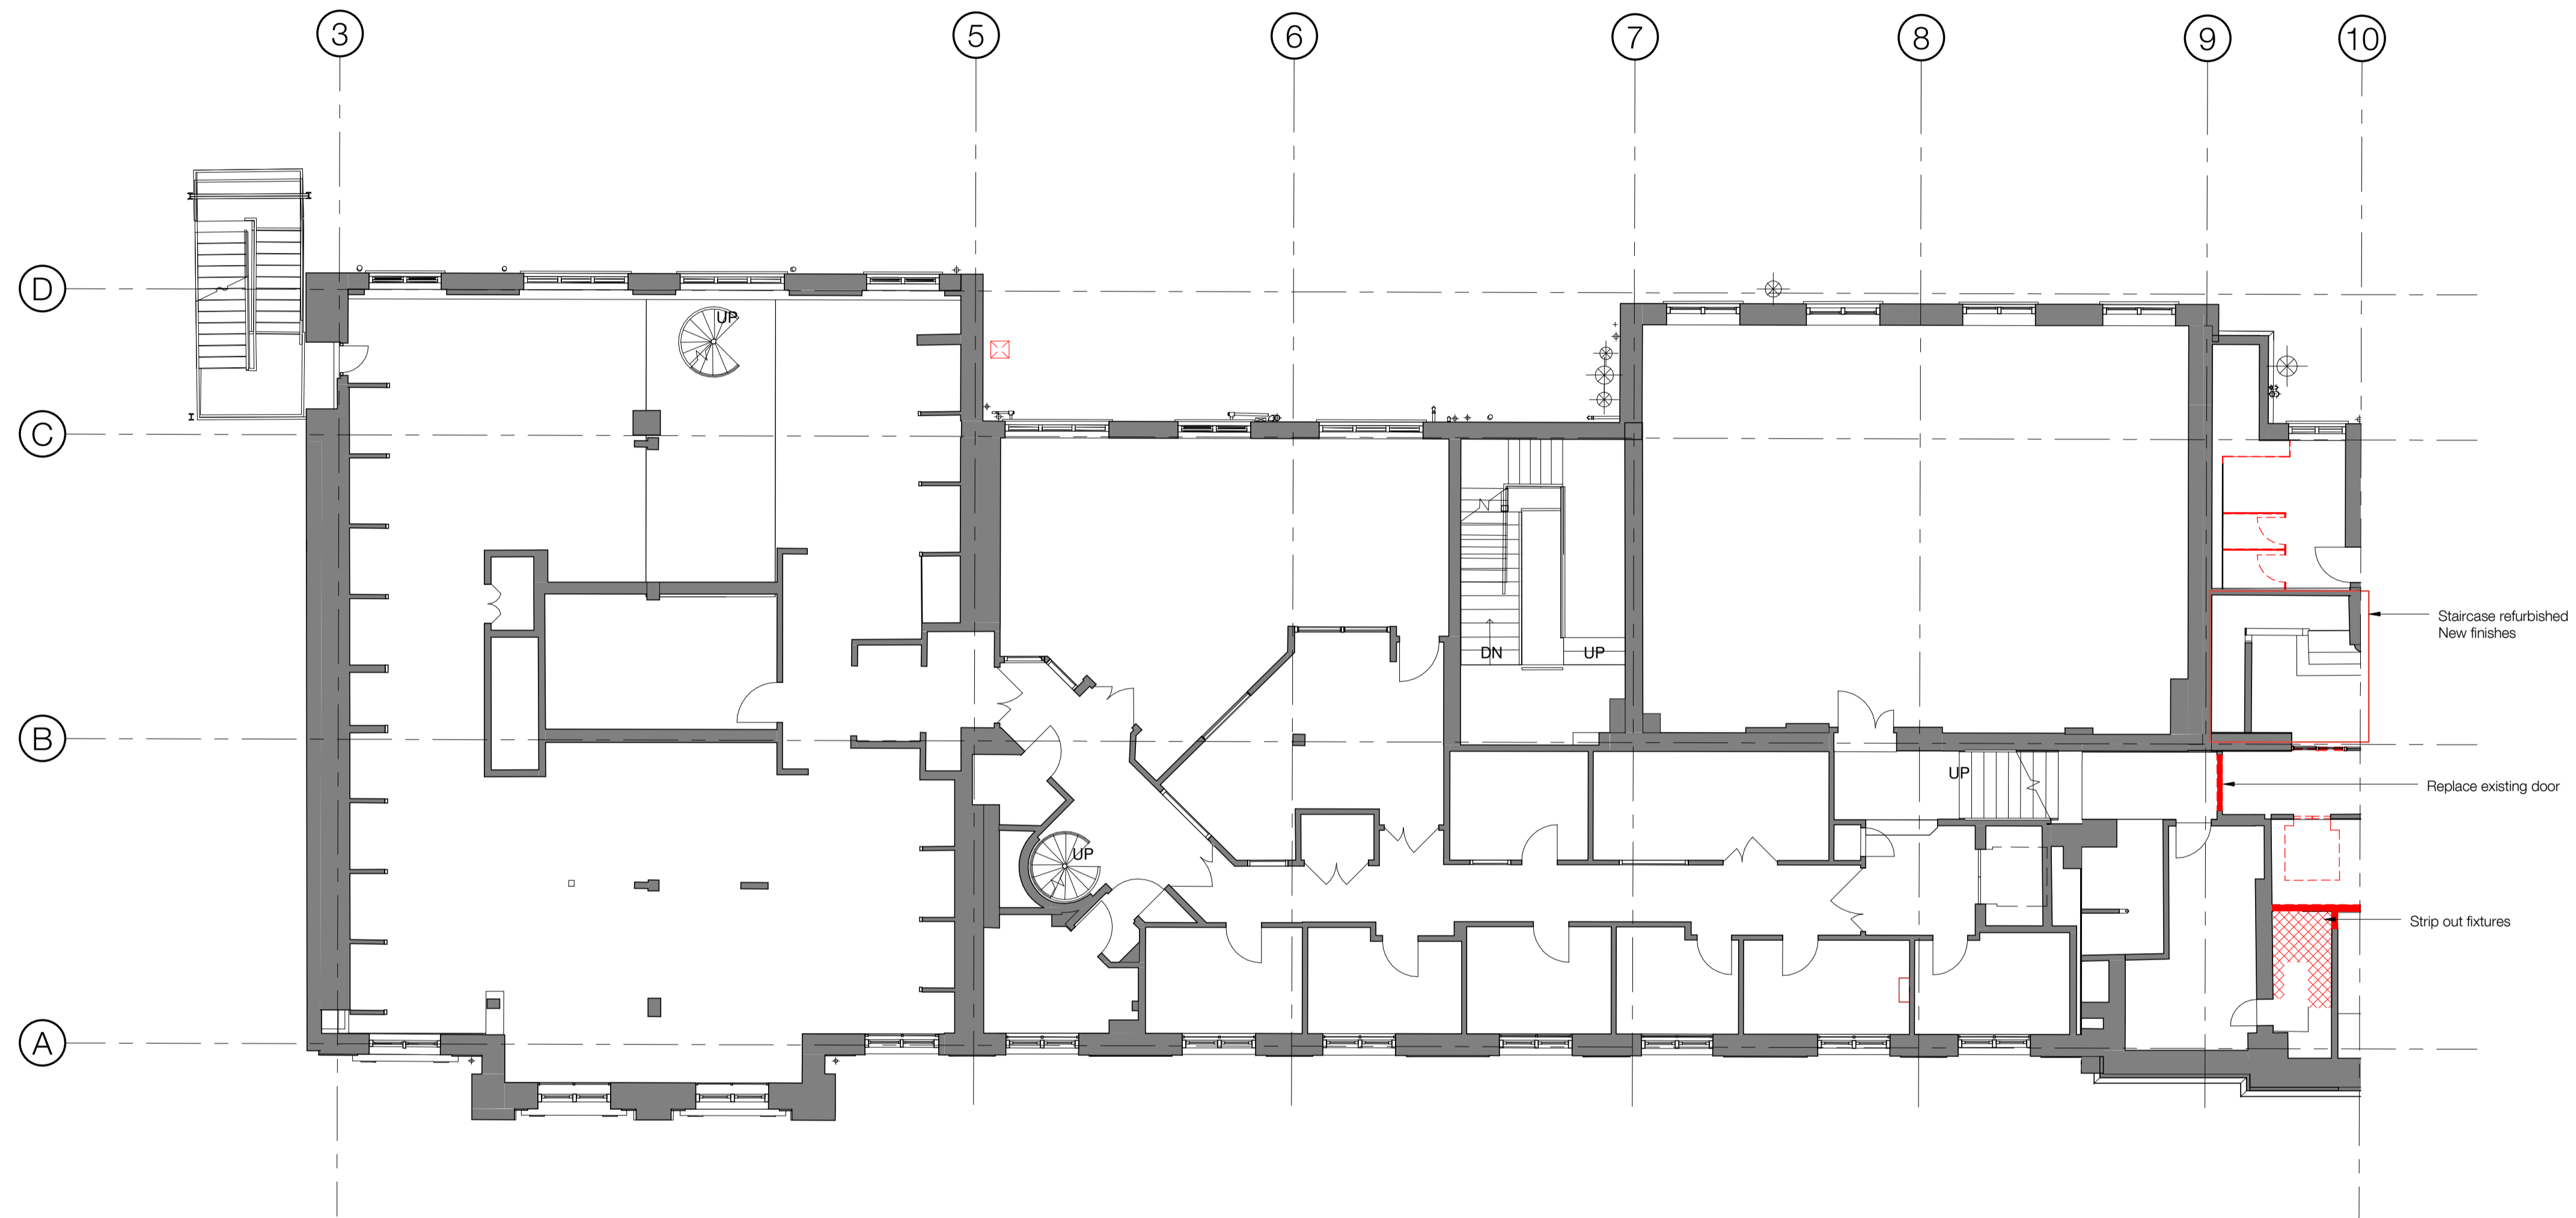 3
5
6
7
8
9
10
D
UP
C
Staircase refurbished
New finishes
DN
UP
B
UP
Replace existing door
UP
Strip out fixtures
A